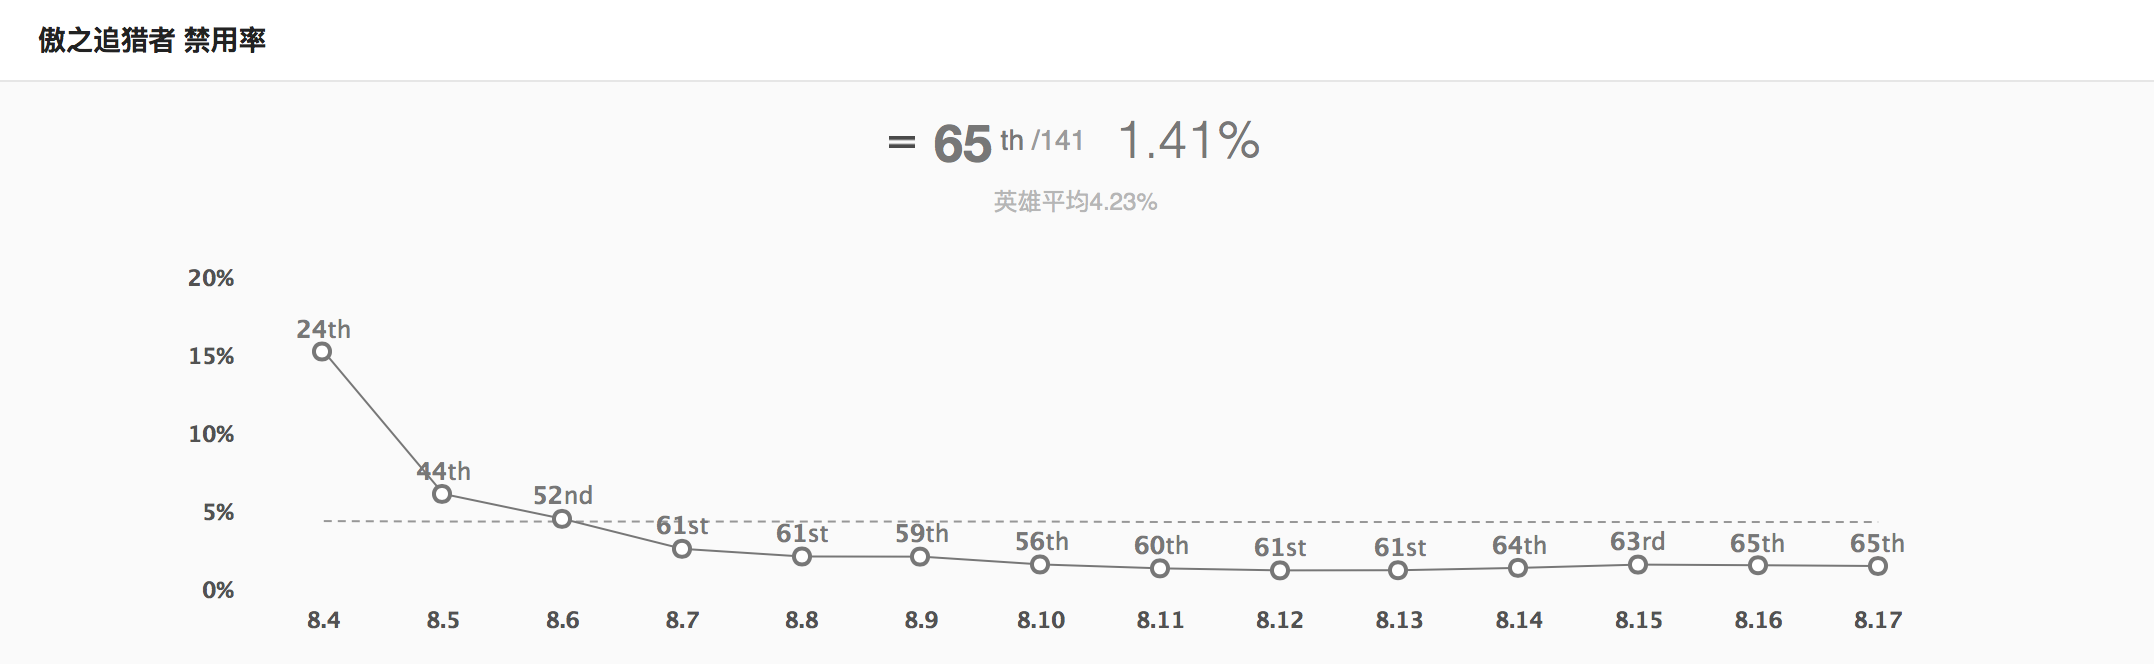 傲之追猎者 禁用率
= 65 th /141 1.41%
英雄平均4.23%
20%
15%
10%
5%
0%
24th
44th
52nd
61st
61st
59th
56th
60th
61st
61st
64th
63rd
65th
65th
8.4 8.5 8.6 8.7 8.8 8.9 8.10 8.11 8.12 8.13 8.14 8.15 8.16 8.17